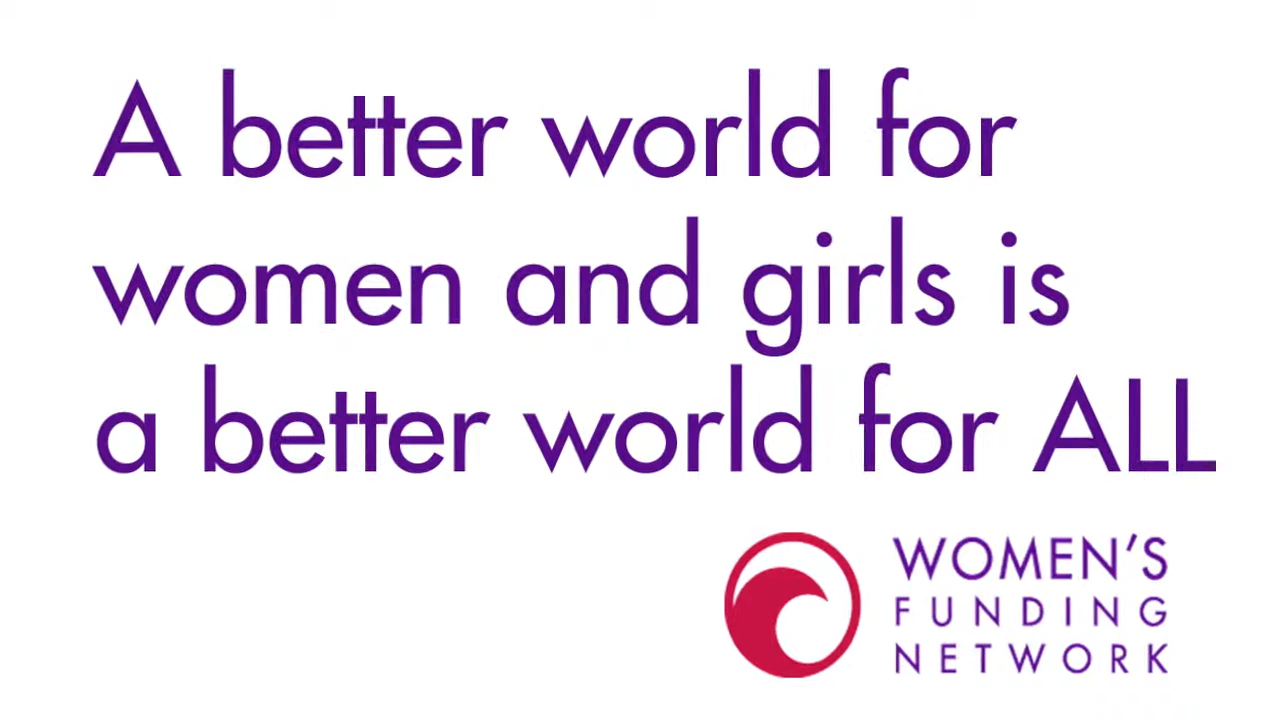 A better world for
women and girls is
a better world for ALL
WOMEN'S
FUNDING
NETWORK